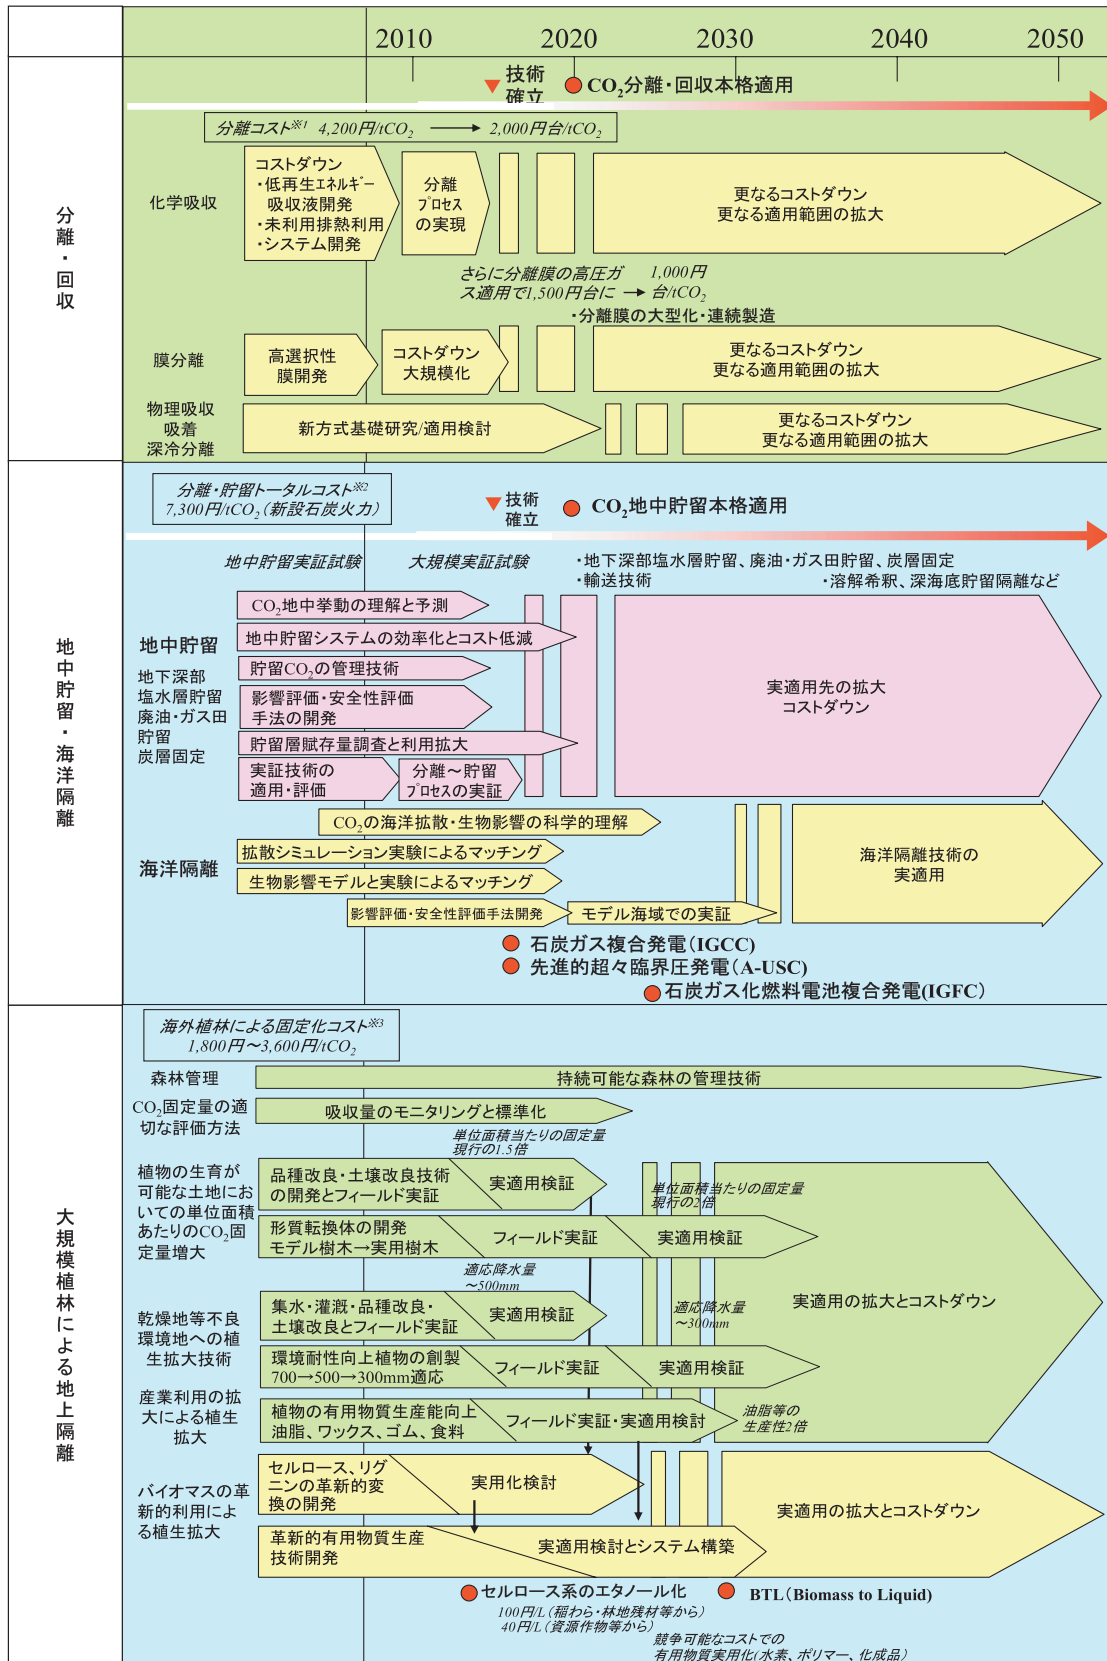 2010 2020 2030 2040 2050
分離・回収
技術
確立
CO2分離・回収本格適用
分離コスト※1 4,200円/tCO2 → 2,000円台/tCO2
化学吸収
コストダウン
・低再生エネルギー
吸収液開発
・未利用排熱利用
・システム開発
分離
プロセス
の実現
更なるコストダウン
更なる適用範囲の拡大
さらに分離膜の高圧ガ
ス適用で1,500円台に → 1,000円
台/tCO2
・分離膜の大型化・連続製造
膜分離
高選択性
膜開発
コストダウン
大規模化
更なるコストダウン
更なる適用範囲の拡大
物理吸収
吸着
深冷分離
新方式基礎研究/適用検討
更なるコストダウン
更なる適用範囲の拡大
地中貯留・海洋隔離
分離・貯留トータルコスト※2
7,300円/tCO2(新設石炭火力)
技術
確立
CO2地中貯留本格適用
地中貯留実証試験
大規模実証試験
・地下深部塩水層貯留、廃油・ガス田貯留、炭層固定
・輸送技術
・溶解希釈、深海底貯留隔離など
地中貯留
地下深部
塩水層貯留
廃油・ガス田
貯留
炭層固定
CO2地中挙動の理解と予測
地中貯留システムの効率化とコスト低減
貯留CO2の管理技術
影響評価・安全性評価
手法の開発
貯留層賦存量調査と利用拡大
実証技術の
適用・評価
分離～貯留
プロセスの実証
実適用先の拡大
コストダウン
海洋隔離
CO2の海洋拡散・生物影響の科学的理解
拡散シミュレーション実験によるマッチング
生物影響モデルと実験によるマッチング
影響評価・安全性評価手法開発
モデル海域での実証
海洋隔離技術の
実適用
石炭ガス複合発電(IGCC)
先進的超々臨界圧発電(A-USC)
石炭ガス化燃料電池複合発電(IGFC)
大規模植林による地上隔離
海外植林による固定化コスト※3
1,800円～3,600円/tCO2
森林管理
持続可能な森林の管理技術
CO2固定量の適
切な評価方法
吸収量のモニタリングと標準化
単位面積当たりの固定量
現行の1.5倍
植物の生育が
可能な土地にお
いての単位面積
あたりのCO2固
定量増大
品種改良・土壌改良技術
の開発とフィールド実証
実適用検証
単位面積当たりの固定量
現行の2倍
形質転換体の開発
モデル樹木→実用樹木
フィールド実証
実適用検証
適応降水量
～500mm
乾燥地等不良
環境地への植
生拡大技術
集水・灌漑・品種改良・
土壌改良とフィールド実証
実適用検証
適応降水量
～300mm
環境耐性向上植物の創製
700→500→300mm適応
フィールド実証
実適用検証
実適用の拡大とコストダウン
産業利用の拡
大による植生
拡大
植物の有用物質生産能向上
油脂、ワックス、ゴム、食料
フィールド実証・実適用検討
油脂等の
生産性2倍
バイオマスの革
新的利用によ
る植生拡大
セルロース、リグ
ニンの革新的変
換の開発
実用化検討
革新的有用物質生産
技術開発
実適用検討とシステム構築
実適用の拡大とコストダウン
セルロース系のエタノール化
100円/L(稲わら・林地残材等から)
40円/L(資源作物等から)
BTL(Biomass to Liquid)
競争可能なコストでの
有用物質実用化(水素、ポリマー、化成品)